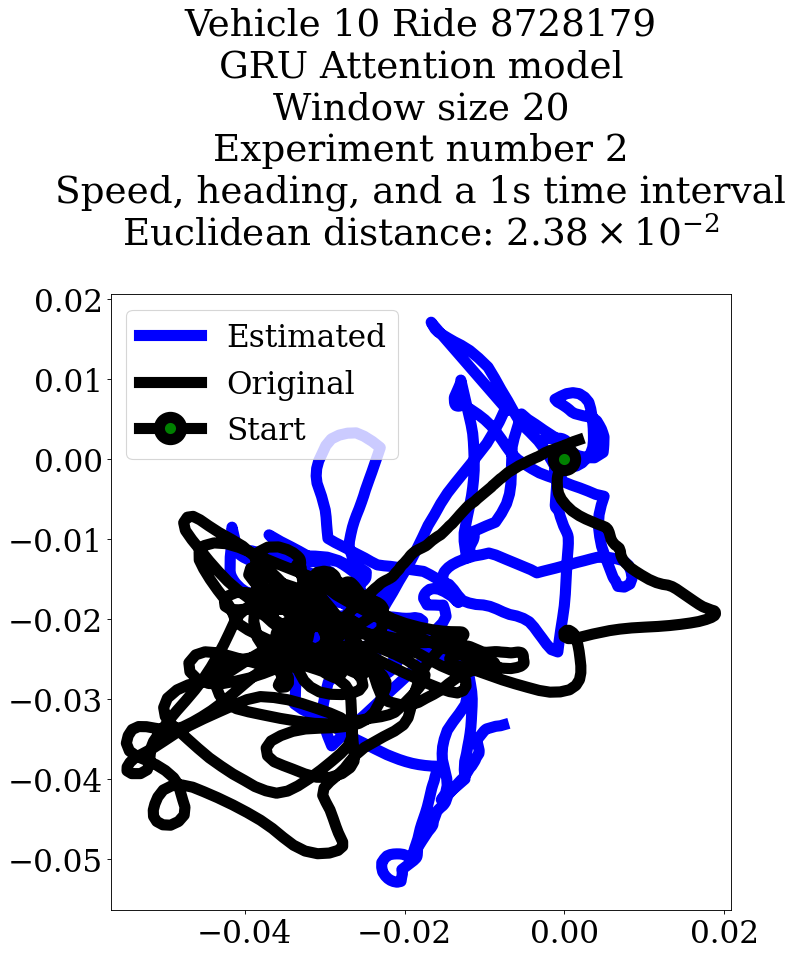 Vehicle 10 Ride 8728179
GRU Attention model
Window size 20
Experiment number 2
Speed, heading, and a 1s time interval
Euclidean distance: 2.38 × 10⁻²
0.02
0.01
0.00
−0.01
−0.02
−0.03
−0.04
−0.05
Estimated
Original
Start
−0.04 −0.02 0.00 0.02